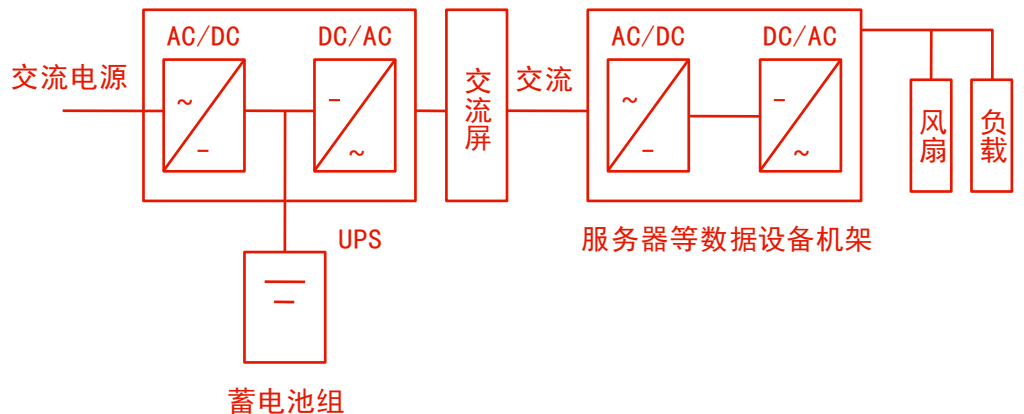 AC/DC
DC/AC
AC/DC
DC/AC
交流电源
交流屏
交流
~
-
-
~
~
-
-
~
风扇
负载
UPS
服务器等数据设备机架
蓄电池组